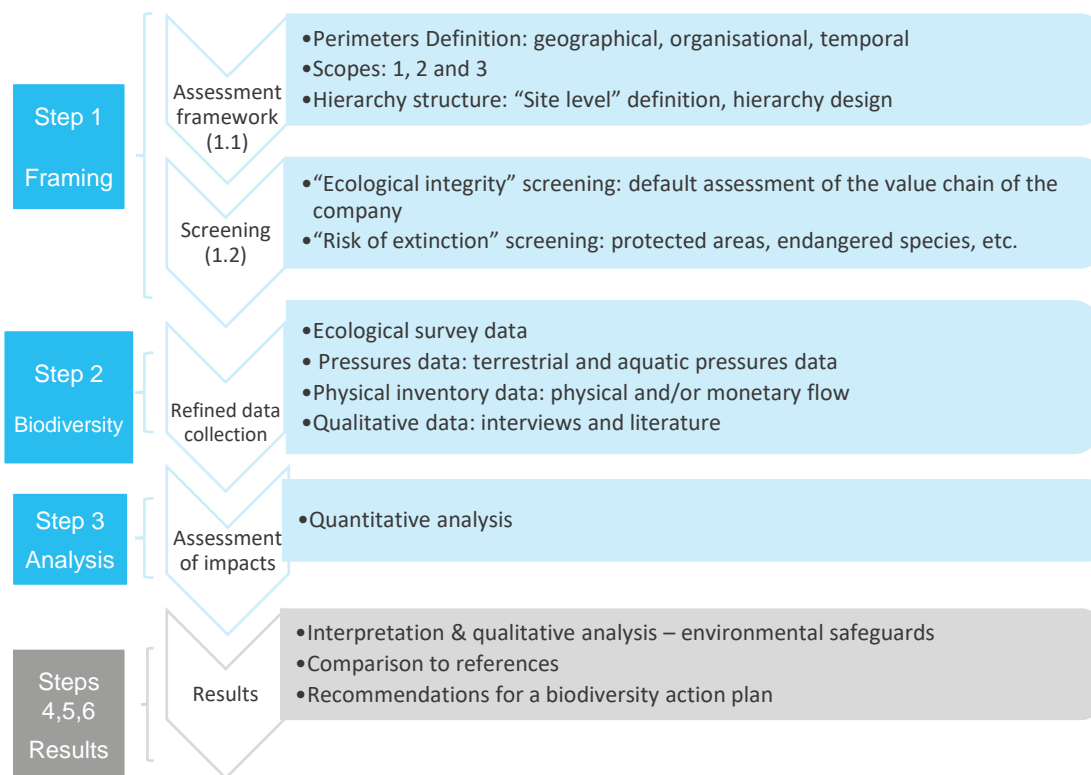 Step 1
Framing
Assessment
framework
(1.1)
•Perimeters Definition: geographical, organisational, temporal
•Scopes: 1, 2 and 3
•Hierarchy structure: “Site level” definition, hierarchy design
Screening
(1.2)
•“Ecological integrity” screening: default assessment of the value chain of the
company
•“Risk of extinction” screening: protected areas, endangered species, etc.
Step 2
Biodiversity
Refined data
collection
•Ecological survey data
• Pressures data: terrestrial and aquatic pressures data
•Physical inventory data: physical and/or monetary flow
•Qualitative data: interviews and literature
Step 3
Analysis
Assessment
of impacts
•Quantitative analysis
Steps
4,5,6
Results
Results
•Interpretation & qualitative analysis – environmental safeguards
•Comparison to references
•Recommendations for a biodiversity action plan